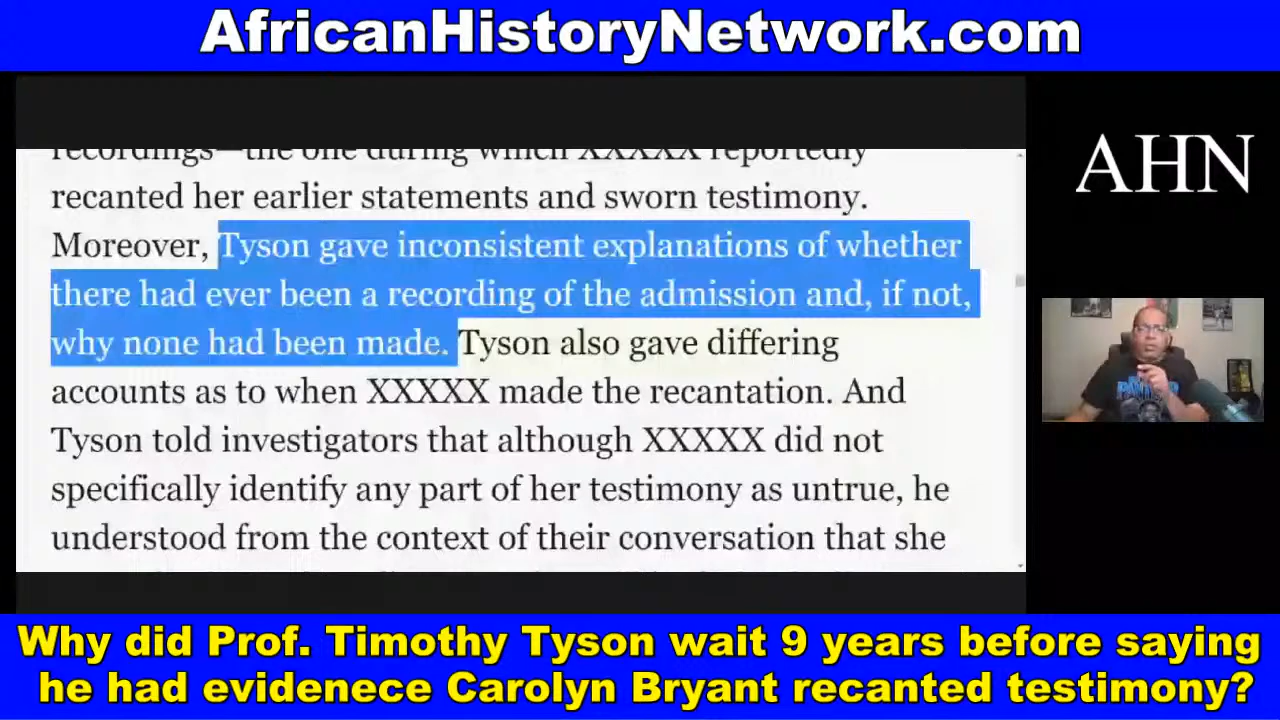 AfricanHistoryNetwork.com
recordings—the one during which XXXXX reportedly
recanted her earlier statements and sworn testimony.
Moreover, Tyson gave inconsistent explanations of whether
there had ever been a recording of the admission and, if not,
why none had been made. Tyson also gave differing
accounts as to when XXXXX made the recantation. And
Tyson told investigators that although XXXXX did not
specifically identify any part of her testimony as untrue, he
understood from the context of their conversation that she
AHN
Why did Prof. Timothy Tyson wait 9 years before saying
he had evidenece Carolyn Bryant recanted testimony?